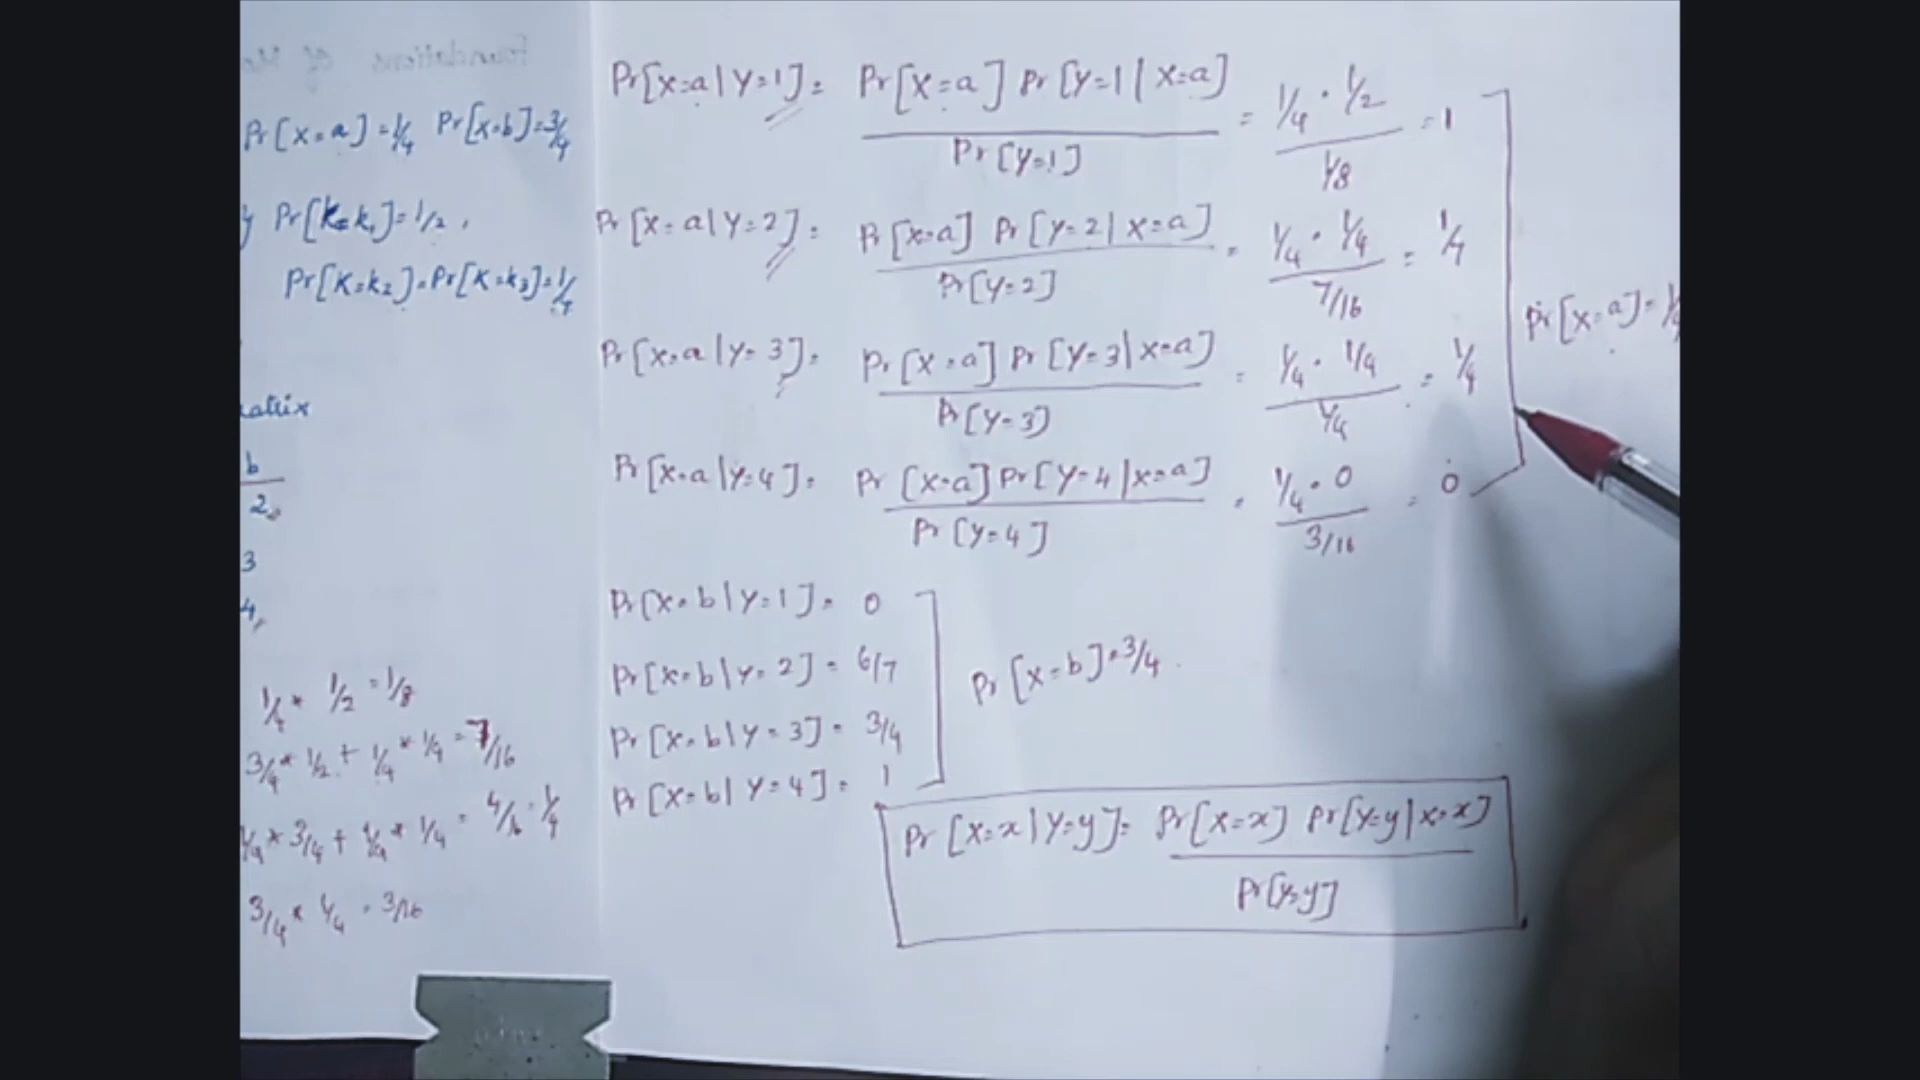 Pr[x=a]=1/4 Pr[x=b]=3/4
} Pr[K=k1]=1/2,
Pr[K=k2]=Pr[K=k3]=1/4
atrix
b
2
3
4
1/4 * 1/2 = 1/8
3/4 * 1/2 + 1/4 * 1/4 = 7/16
1/4 * 3/4 + 1/4 * 1/4 = 4/16 = 1/4
3/4 * 1/4 = 3/16
Pr[x=a|y=1] = Pr[x=a] Pr[y=1|x=a] / Pr[y=1] = 1/4 · 1/2 / 1/8 = 1
Pr[x=a|y=2] = Pr[x=a] Pr[y=2|x=a] / Pr[y=2] = 1/4 · 1/4 / 7/16 = 1/7
Pr[x=a|y=3] = Pr[x=a] Pr[y=3|x=a] / Pr[y=3] = 1/4 · 1/4 / 1/4 = 1/4
Pr[x=a|y=4] = Pr[x=a] Pr[y=4|x=a] / Pr[y=4] = 1/4 · 0 / 3/16 = 0
Pr[x=a]=
Pr[x=b|y=1] = 0
Pr[x=b|y=2] = 6/7
Pr[x=b|y=3] = 3/4
Pr[x=b|y=4] = 1
Pr[x=b]=3/4
Pr[x=x|y=y] = Pr[x=x] Pr[y=y|x=x] / Pr[y=y]